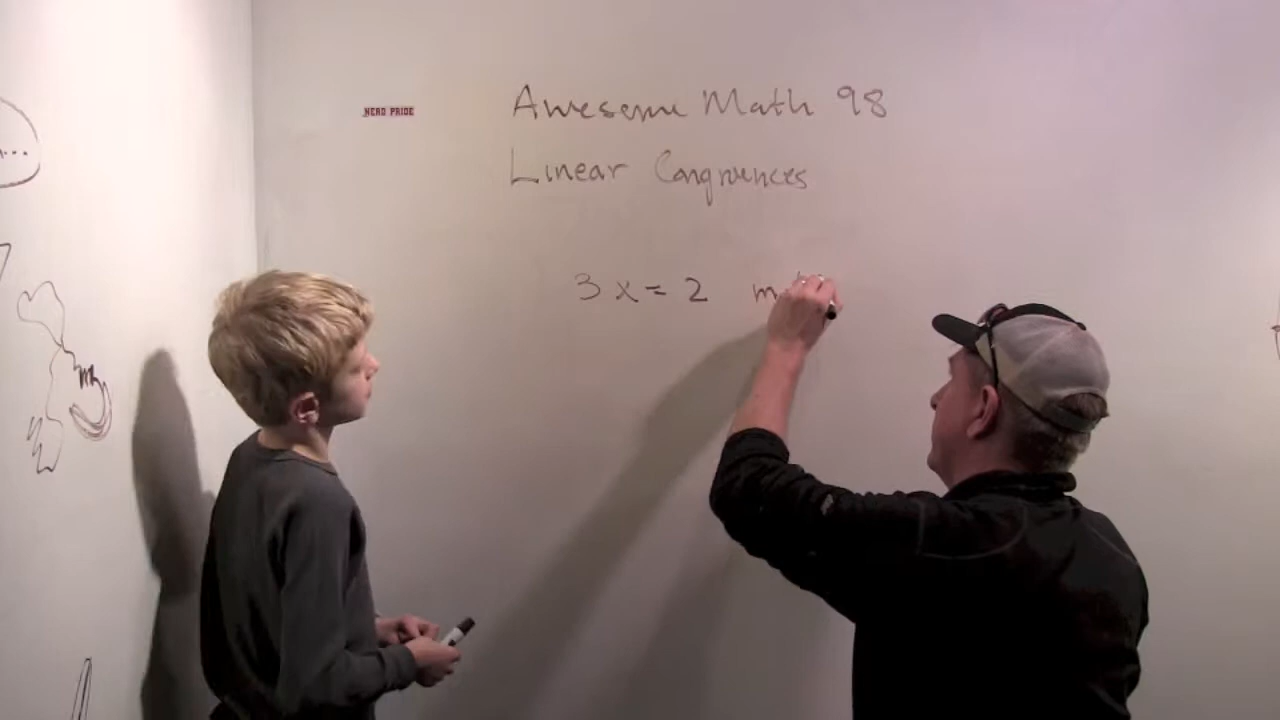 NERD PRIDE
Awesome Math 98
Linear Congruences
3x = 2
...